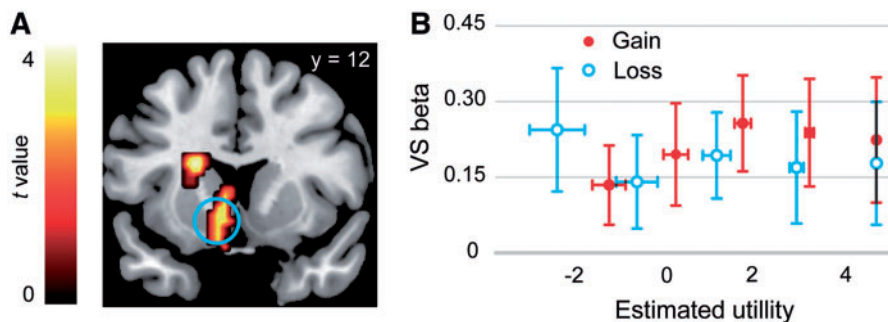 A
4
t value
0
y = 12
B
Gain
Loss
VS beta
0.45
0.30
0.15
0
-2 0 2 4
Estimated utillity